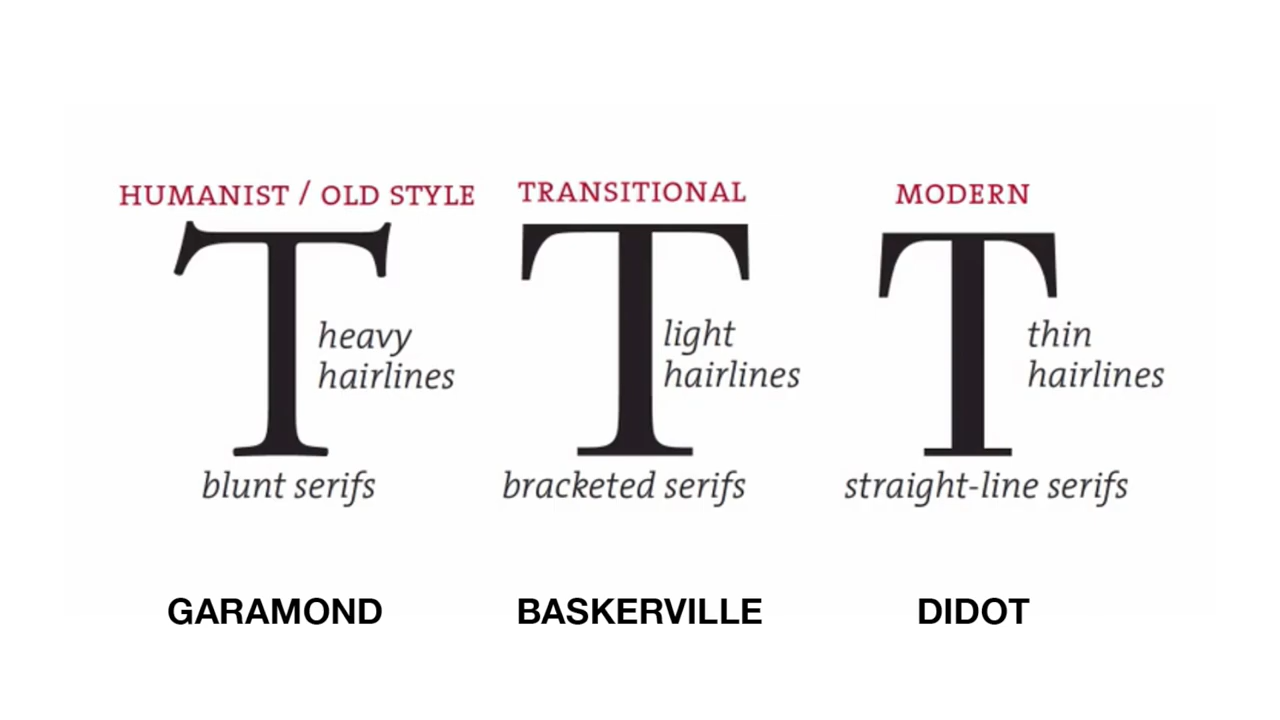 HUMANIST / OLD STYLE
T
heavy
hairlines
blunt serifs
GARAMOND
TRANSITIONAL
T
light
hairlines
bracketed serifs
BASKERVILLE
MODERN
T
thin
hairlines
straight-line serifs
DIDOT